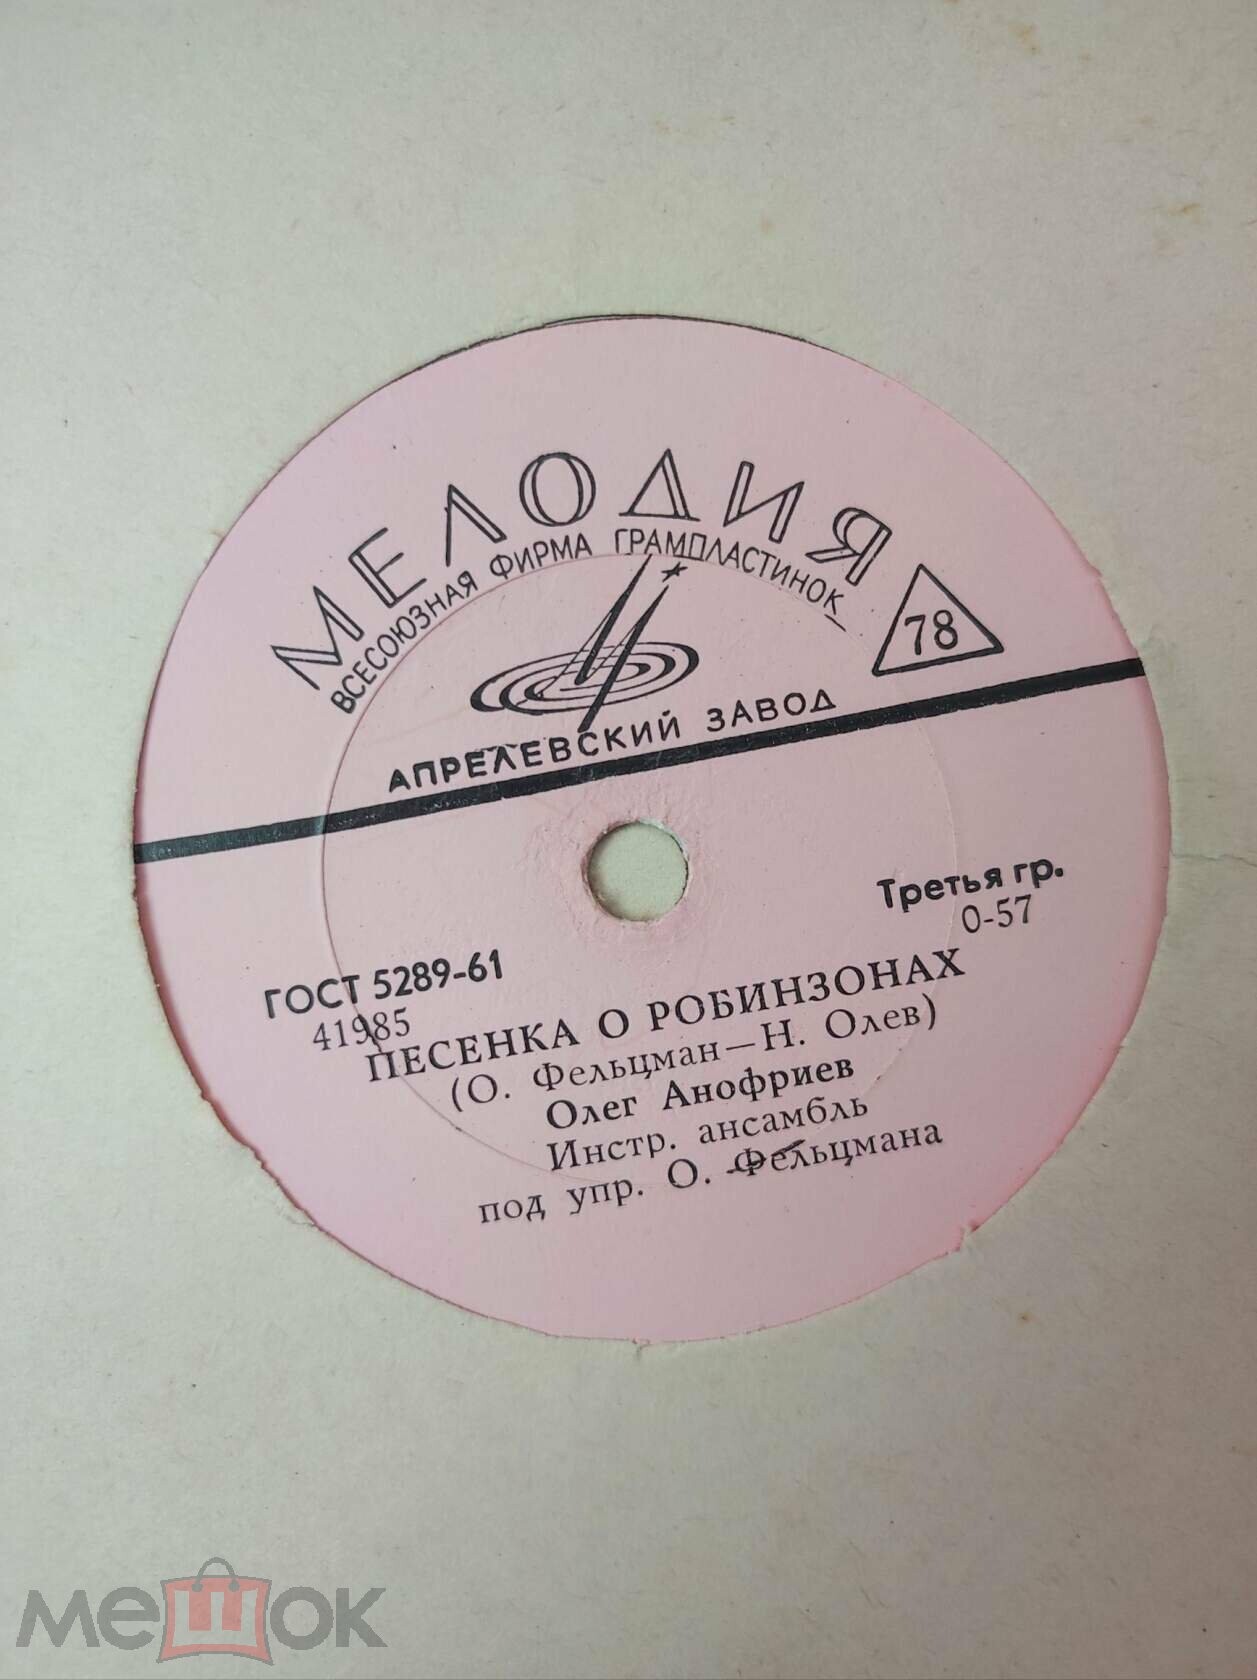 МЕЛОДИЯ
ВСЕСОЮЗНАЯ ФИРМА ГРАМПЛАСТИНОК
78
АПРЕЛЕВСКИЙ ЗАВОД
Третья гр.
0-57
ГОСТ 5289-61
41985
ПЕСЕНКА О РОБИНЗОНАХ
(О. Фельцман—Н. Олев)
Олег Анофриев
Инстр. ансамбль
под упр. О. Фельцмана
мешок